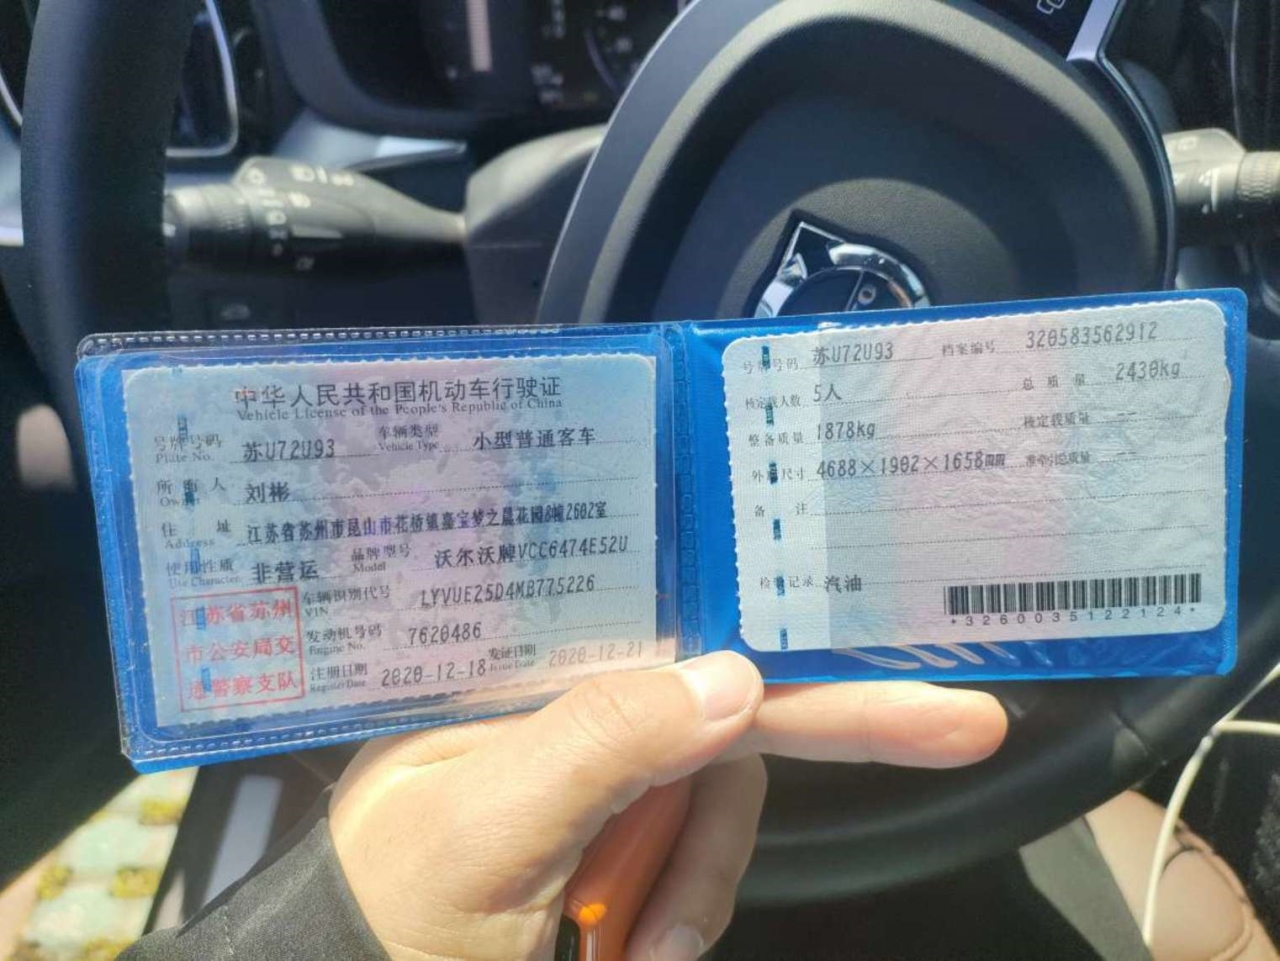 中华人民共和国机动车行驶证
Vehicle License of the People's Republic of China
号牌号码 苏U72U93 车辆类型 小型普通客车
Plate No. Vehicle Type
所有人 刘彬
Owner
住址 江苏省苏州市昆山市花桥镇嘉宝梦之晨花园8幢2602室
Address
使用性质 非营运 品牌型号 沃尔沃牌VCC6474E52U
Use Character Model
江苏省苏州
市公安局交
通警察支队
车辆识别代号 LYVUE25D4MB775226
VIN
发动机号码 7620486
Engine No.
注册日期 2020-12-18 发证日期 2020-12-21
Register Date Issue Date
号牌号码 苏U72U93 档案编号 320583562912
核定载人数 5人 总质量 2430kg
整备质量 1878kg 核定载质量 --
外廓尺寸 4688×1902×1658mm 准牵引总质量 --
备注
检验记录 汽油
*3260035122124*